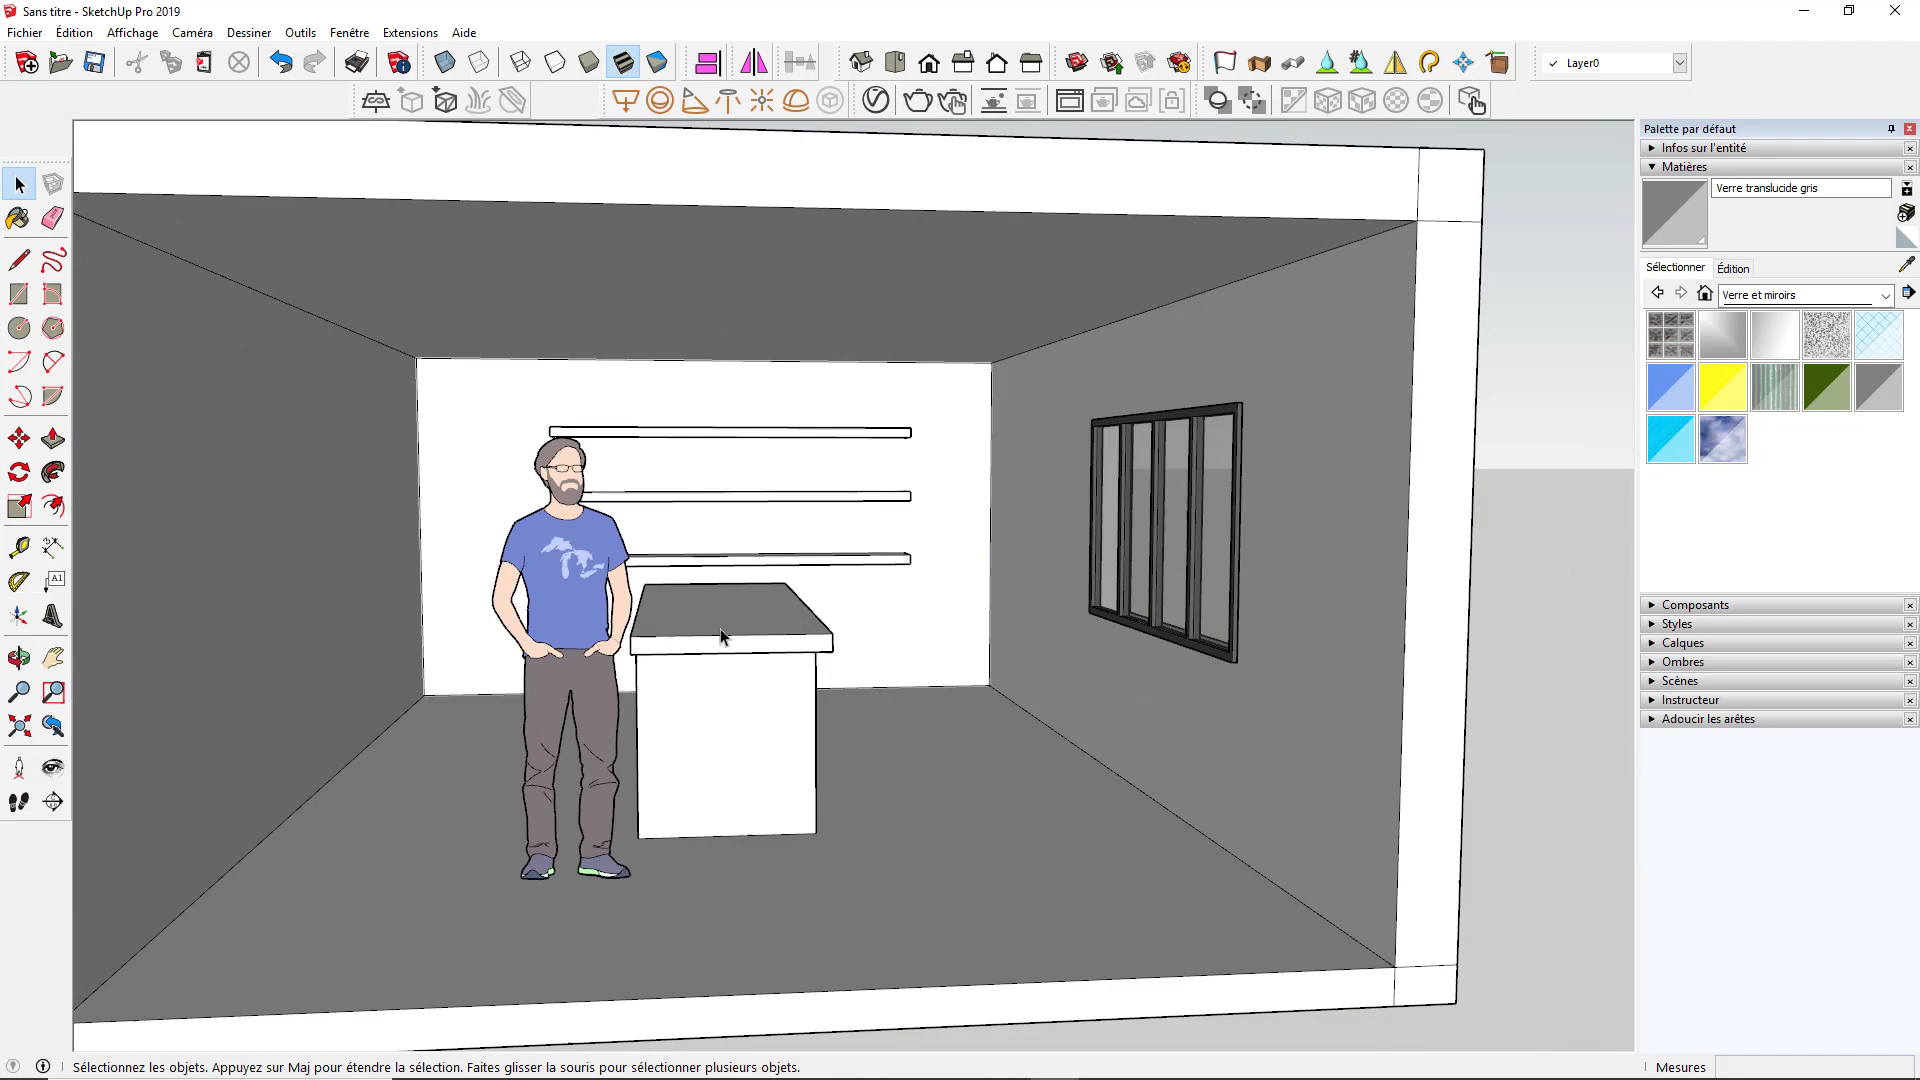 Sans titre - SketchUp Pro 2019
Fichier Édition Affichage Caméra Dessiner Outils Fenêtre Extensions Aide
✓ Layer0
Palette par défaut
Infos sur l'entité
Matières
Verre translucide gris
Sélectionner Édition
Verre et miroirs
A1
Composants
Styles
Calques
Ombres
Scènes
Instructeur
Adoucir les arêtes
Sélectionnez les objets. Appuyez sur Maj pour étendre la sélection. Faites glisser la souris pour sélectionner plusieurs objets.
Mesures